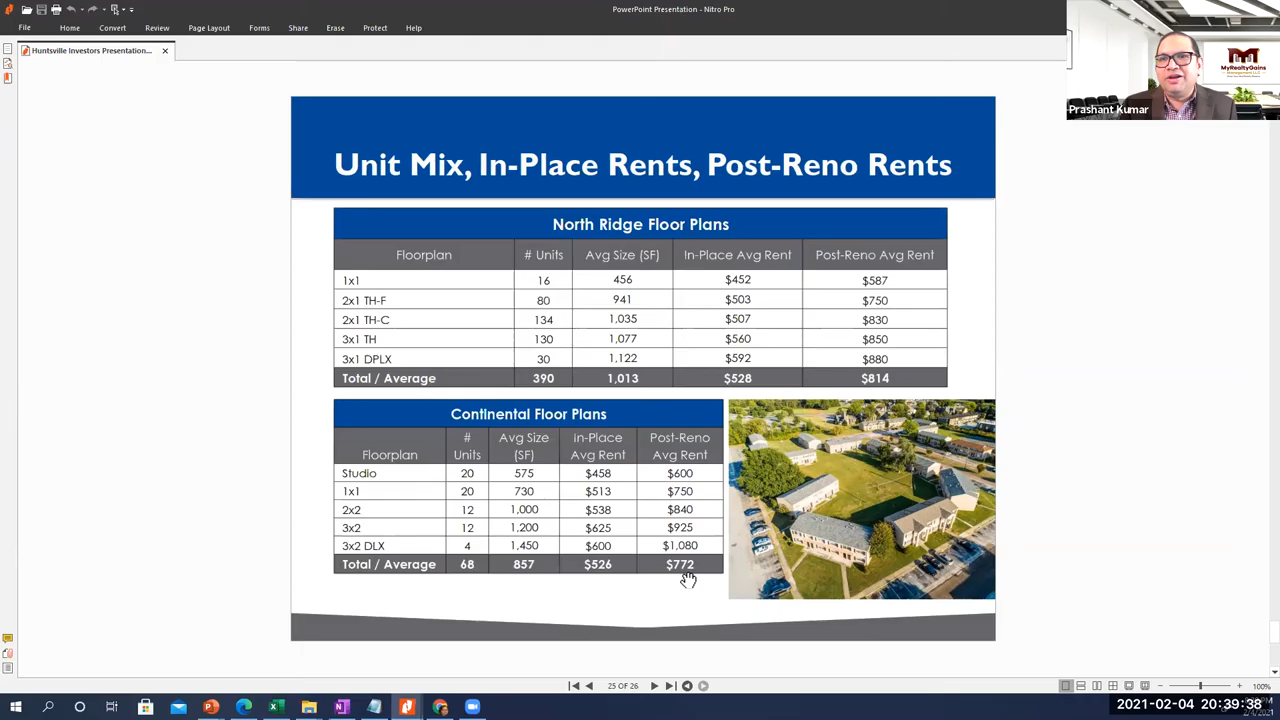 PowerPoint Presentation - Nitro Pro
File Home Convert Review Page Layout Forms Share Erase Protect Help
Huntsville Investors Presentation...
MyRealtyGains
Management LLC
Prashant Kumar
Unit Mix, In-Place Rents, Post-Reno Rents
North Ridge Floor Plans
Floorplan # Units Avg Size (SF) In-Place Avg Rent Post-Reno Avg Rent
1x1 16 456 $452 $587
2x1 TH-F 80 941 $503 $750
2x1 TH-C 134 1,035 $507 $830
3x1 TH 130 1,077 $560 $850
3x1 DPLX 30 1,122 $592 $880
Total / Average 390 1,013 $528 $814
Continental Floor Plans
Floorplan # Units Avg Size (SF) In-Place Avg Rent Post-Reno Avg Rent
Studio 20 575 $458 $600
1x1 20 730 $513 $750
2x2 12 1,000 $538 $840
3x2 12 1,200 $625 $925
3x2 DLX 4 1,450 $600 $1,080
Total / Average 68 857 $526 $772
25 OF 26
100%
2021-02-04 20:39:38